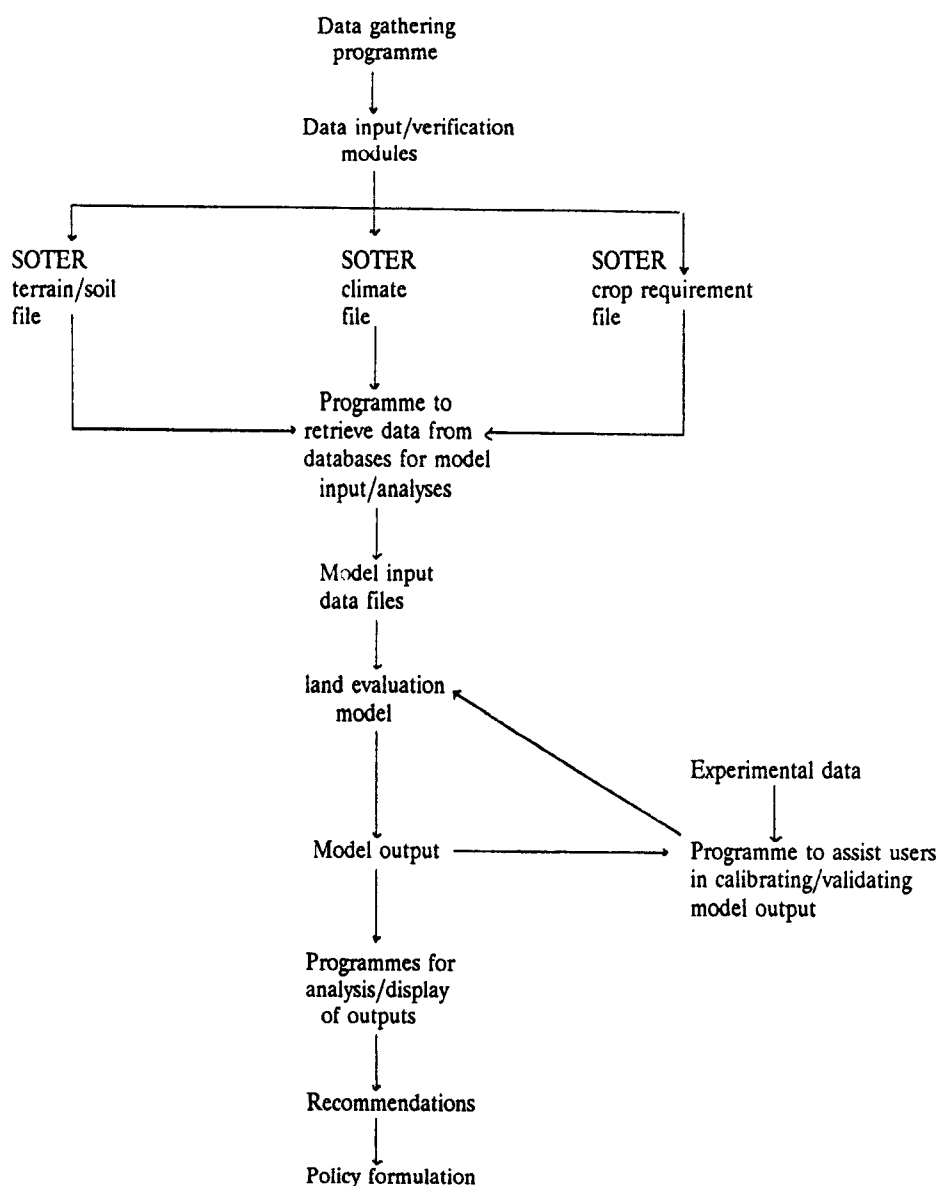 Data gathering
programme
Data input/verification
modules
SOTER
terrain/soil
file
SOTER
climate
file
SOTER
crop requirement
file
Programme to
retrieve data from
databases for model
input/analyses
Model input
data files
land evaluation
model
Experimental data
Model output
Programme to assist users
in calibrating/validating
model output
Programmes for
analysis/display
of outputs
Recommendations
Policy formulation